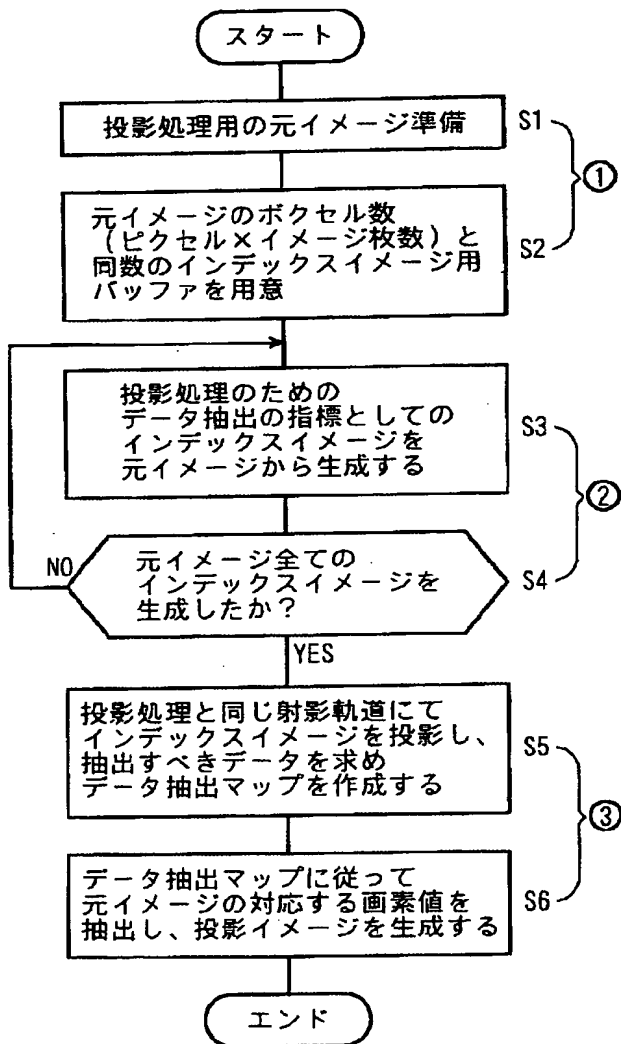 スタート
投影処理用の元イメージ準備
S1
①
元イメージのボクセル数
(ピクセル×イメージ枚数)と
同数のインデックスイメージ用
バッファを用意
S2
投影処理のための
データ抽出の指標としての
インデックスイメージを
元イメージから生成する
S3
②
NO
元イメージ全ての
インデックスイメージを
生成したか?
S4
YES
投影処理と同じ射影軌道にて
インデックスイメージを投影し、
抽出すべきデータを求め
データ抽出マップを作成する
S5
③
データ抽出マップに従って
元イメージの対応する画素値を
抽出し、投影イメージを生成する
S6
エンド